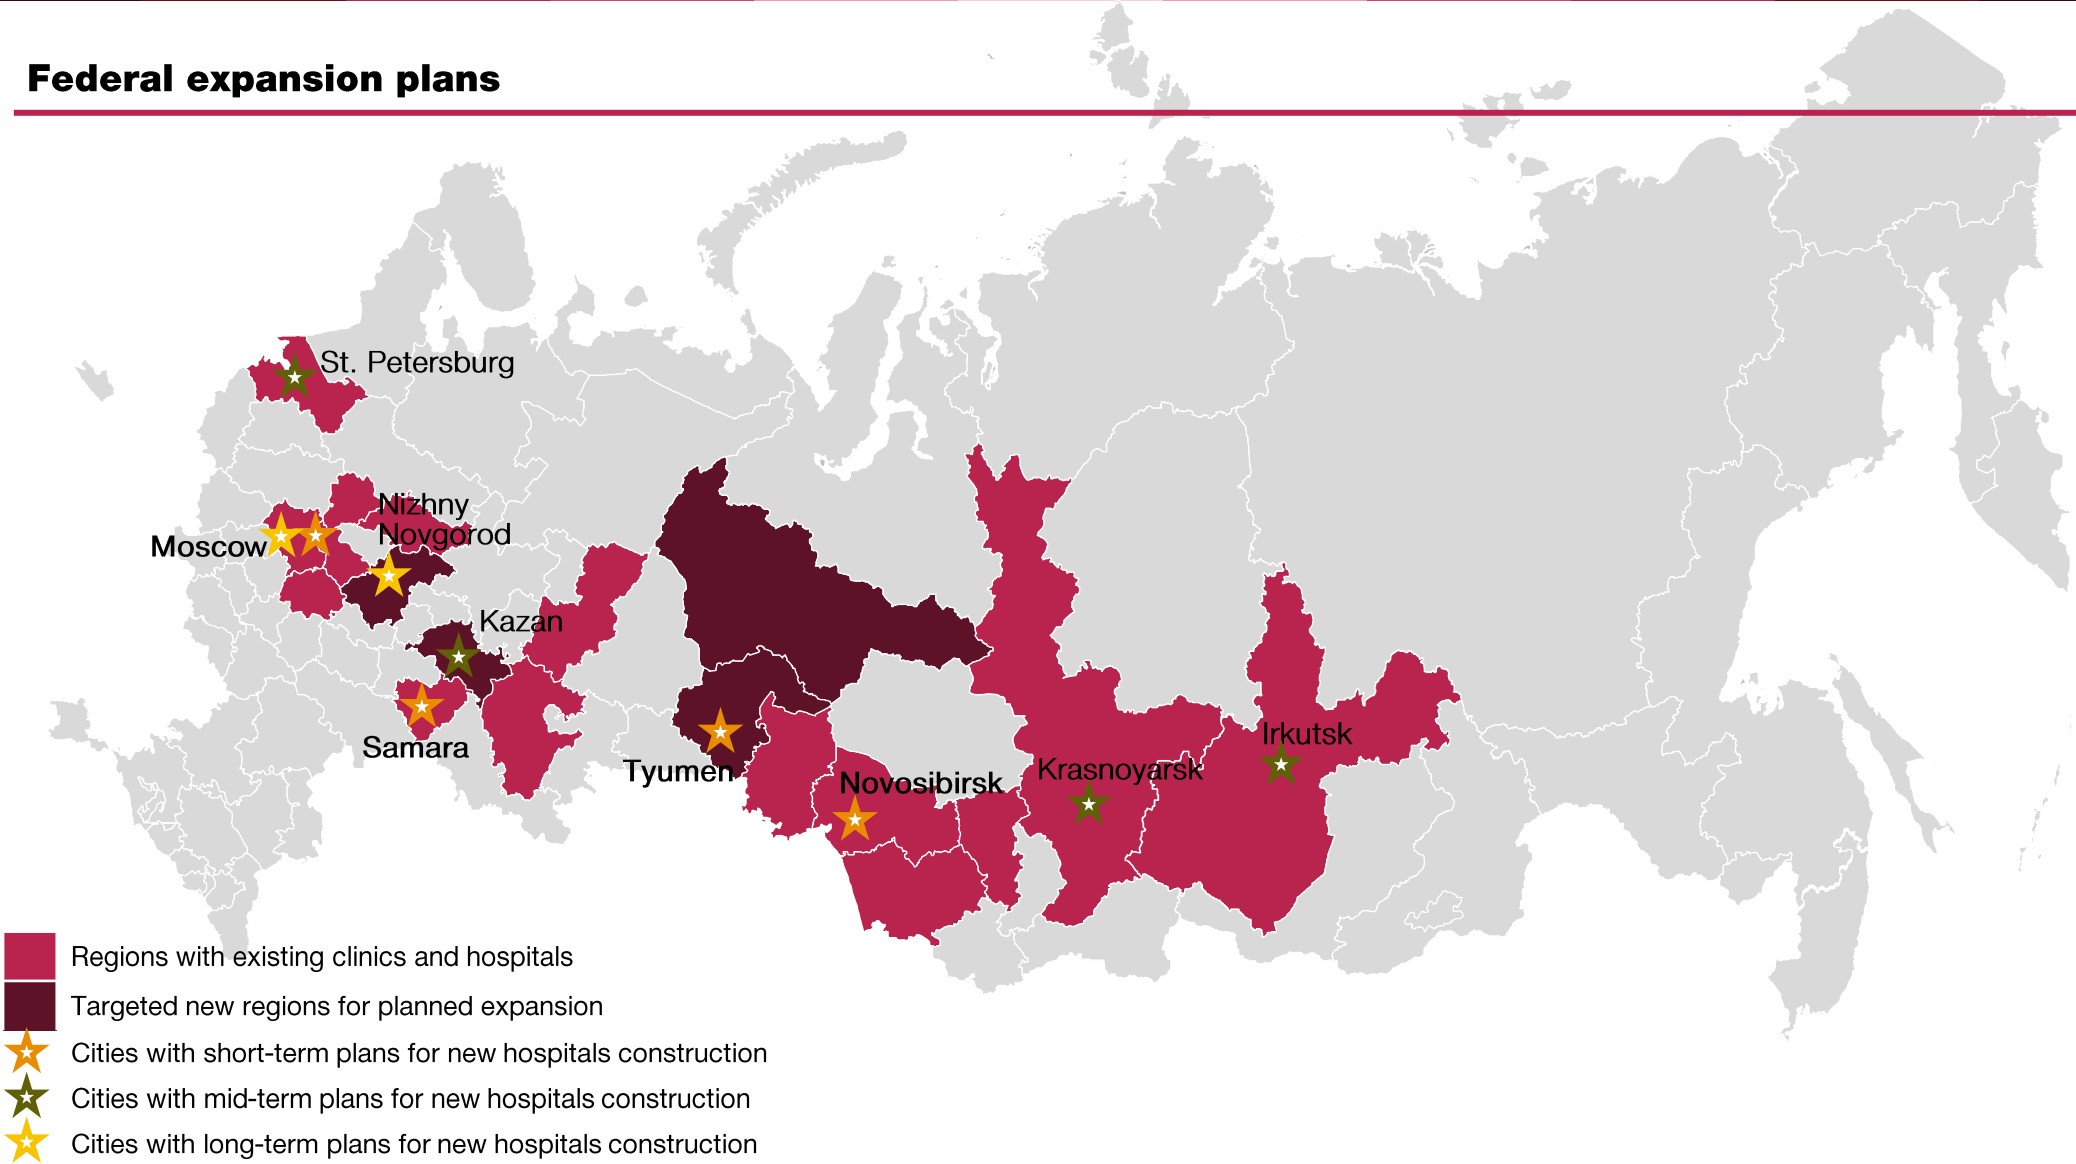 Federal expansion plans
St. Petersburg
Nizhny
Novgorod
Moscow
Kazan
Samara
Tyumen
Novosibirsk
Krasnoyarsk
Irkutsk
Regions with existing clinics and hospitals
Targeted new regions for planned expansion
Cities with short-term plans for new hospitals construction
Cities with mid-term plans for new hospitals construction
Cities with long-term plans for new hospitals construction